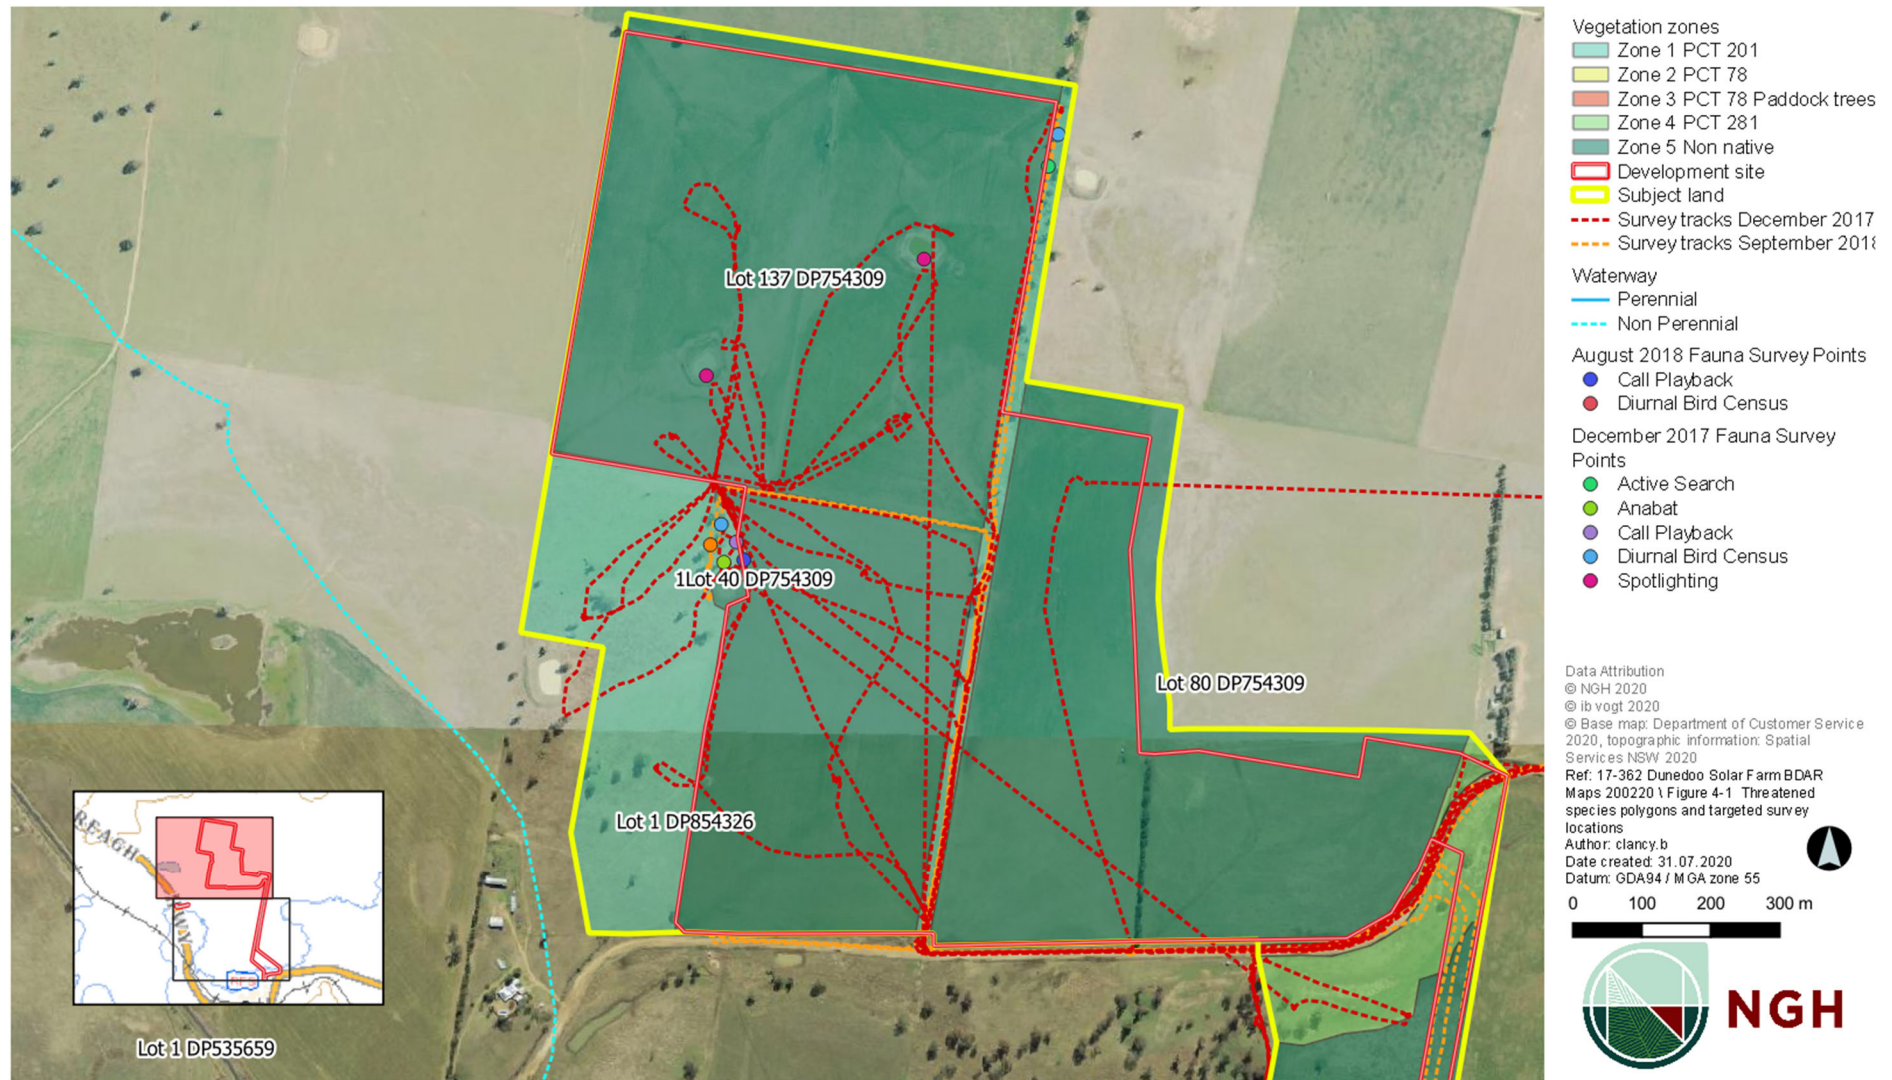 Lot 137 DP754309
1Lot 40 DP754309
Lot 80 DP754309
Lot 1 DP854326
Lot 1 DP535659
REAGH
RFS
Vegetation zones
Zone 1 PCT 201
Zone 2 PCT 78
Zone 3 PCT 78 Paddock trees
Zone 4 PCT 281
Zone 5 Non native
Development site
Subject land
Survey tracks December 2017
Survey tracks September 201
Waterway
Perennial
Non Perennial
August 2018 Fauna Survey Points
Call Playback
Diurnal Bird Census
December 2017 Fauna Survey
Points
Active Search
Anabat
Call Playback
Diurnal Bird Census
Spotlighting
Data Attribution
© NGH 2020
© ib vogt 2020
© Base map: Department of Customer Service
2020, topographic information: Spatial
Services NSW 2020
Ref: 17-362 Dunedoo Solar Farm BDAR
Maps 200220 \ Figure 4-1 Threatened
species polygons and targeted survey
locations
Author: clancy.b
Date created: 31.07.2020
Datum: GDA94 / MGA zone 55
0 100 200 300 m
NGH